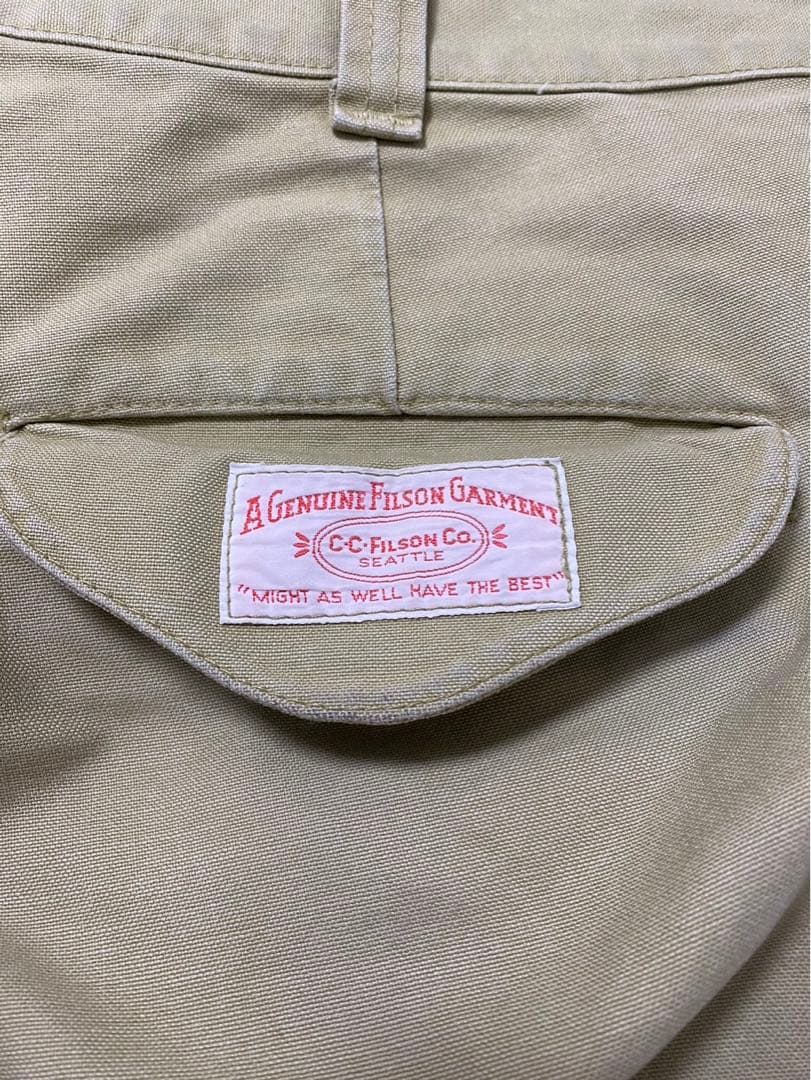 A GENUINE FILSON GARMENT
C·C·FILSON CO.
SEATTLE
"MIGHT AS WELL HAVE THE BEST"